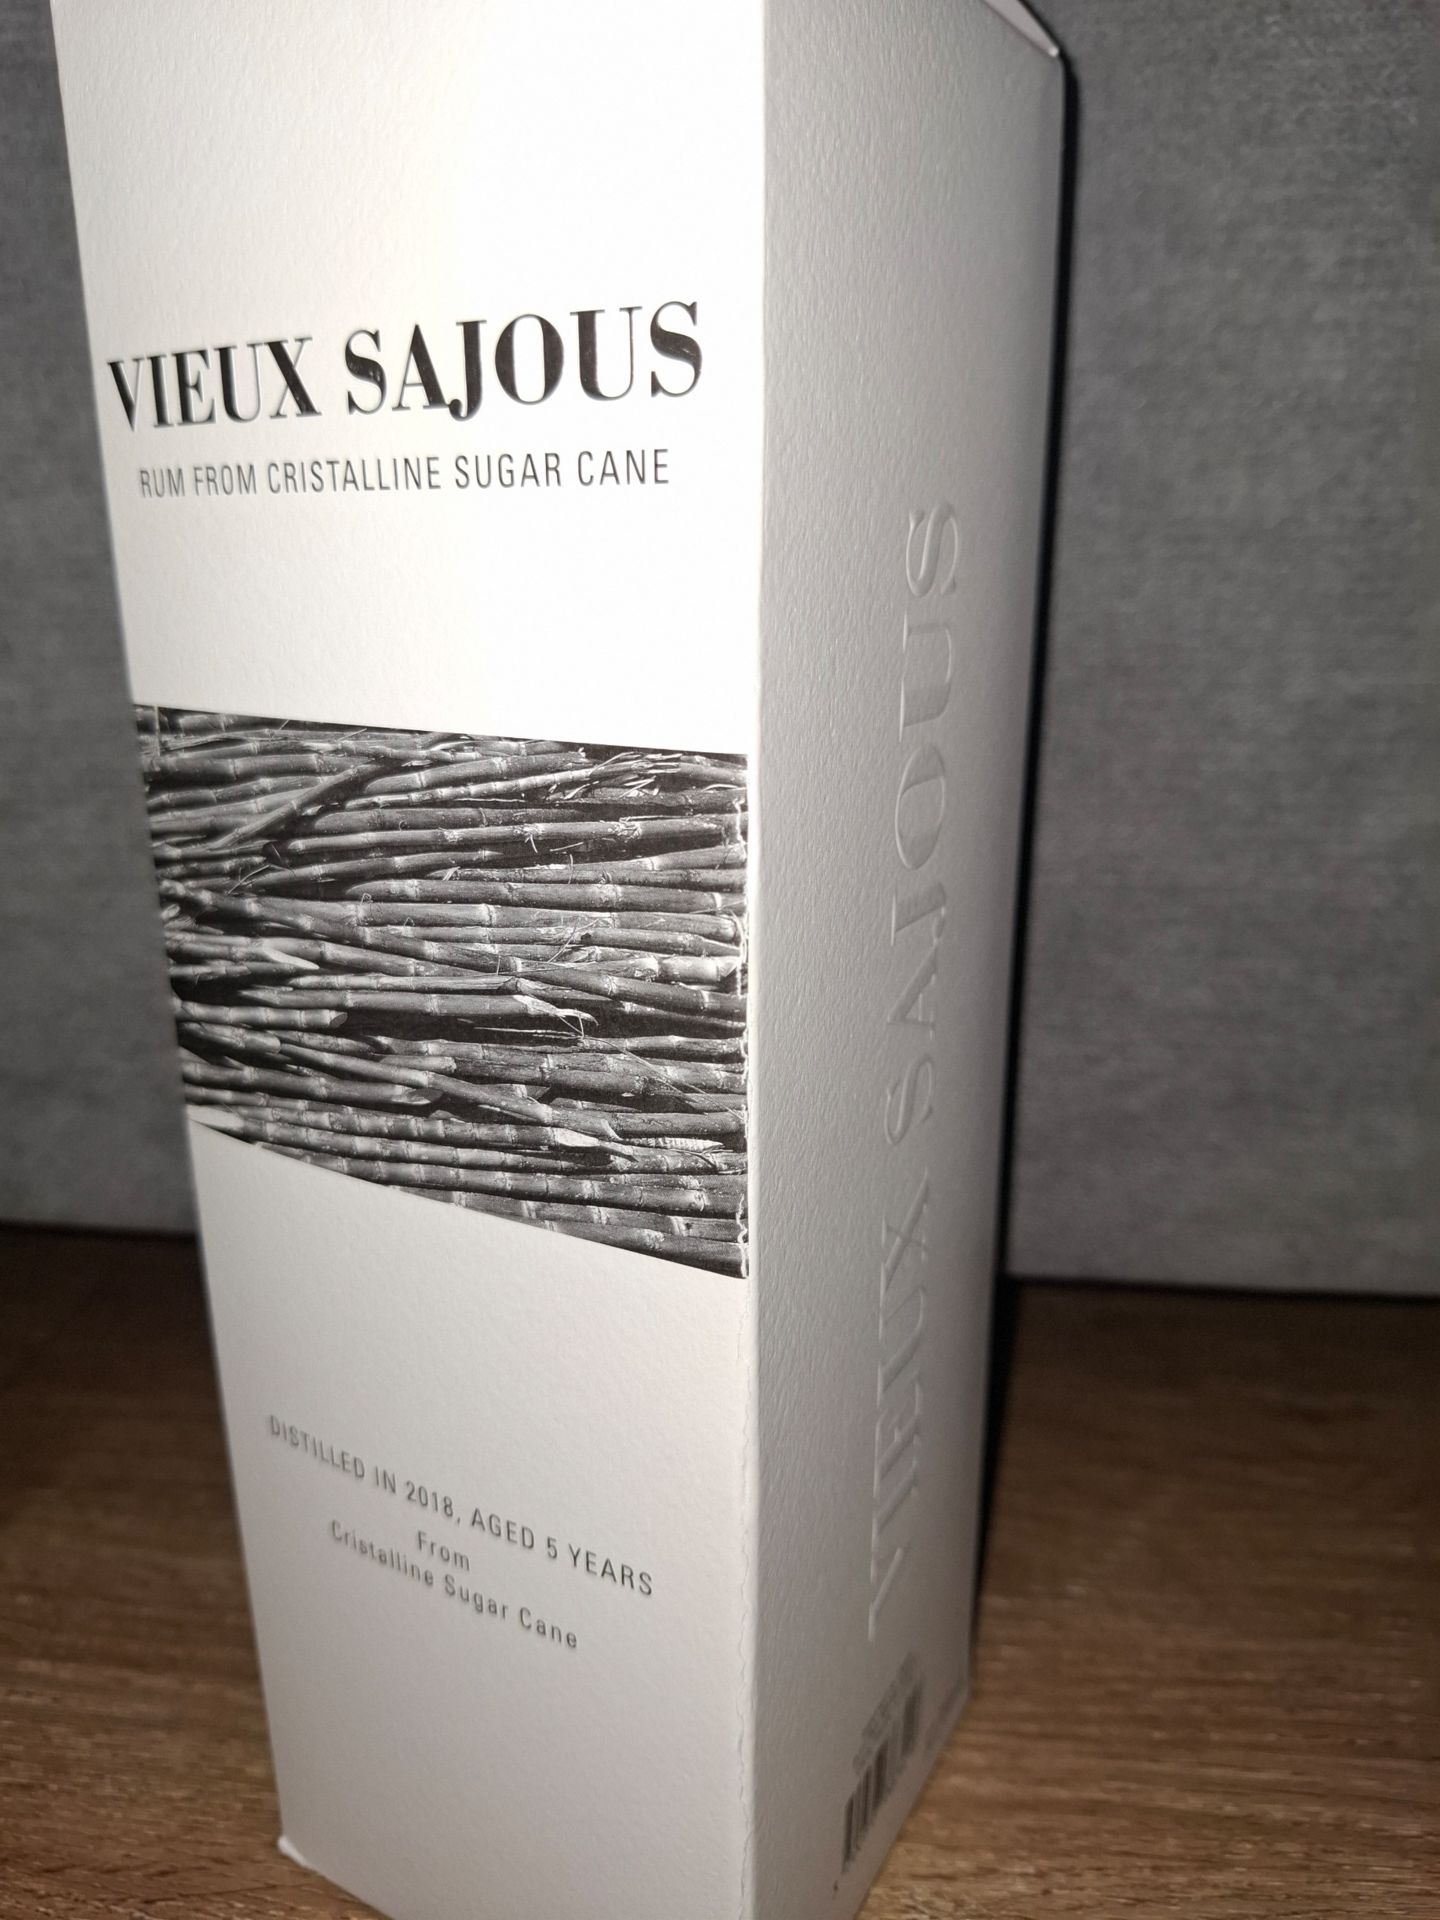 VIEUX SAJOUS
RUM FROM CRISTALLINE SUGAR CANE
DISTILLED IN 2018, AGED 5 YEARS
From
Cristalline Sugar Cane
VIEUX SAJOUS